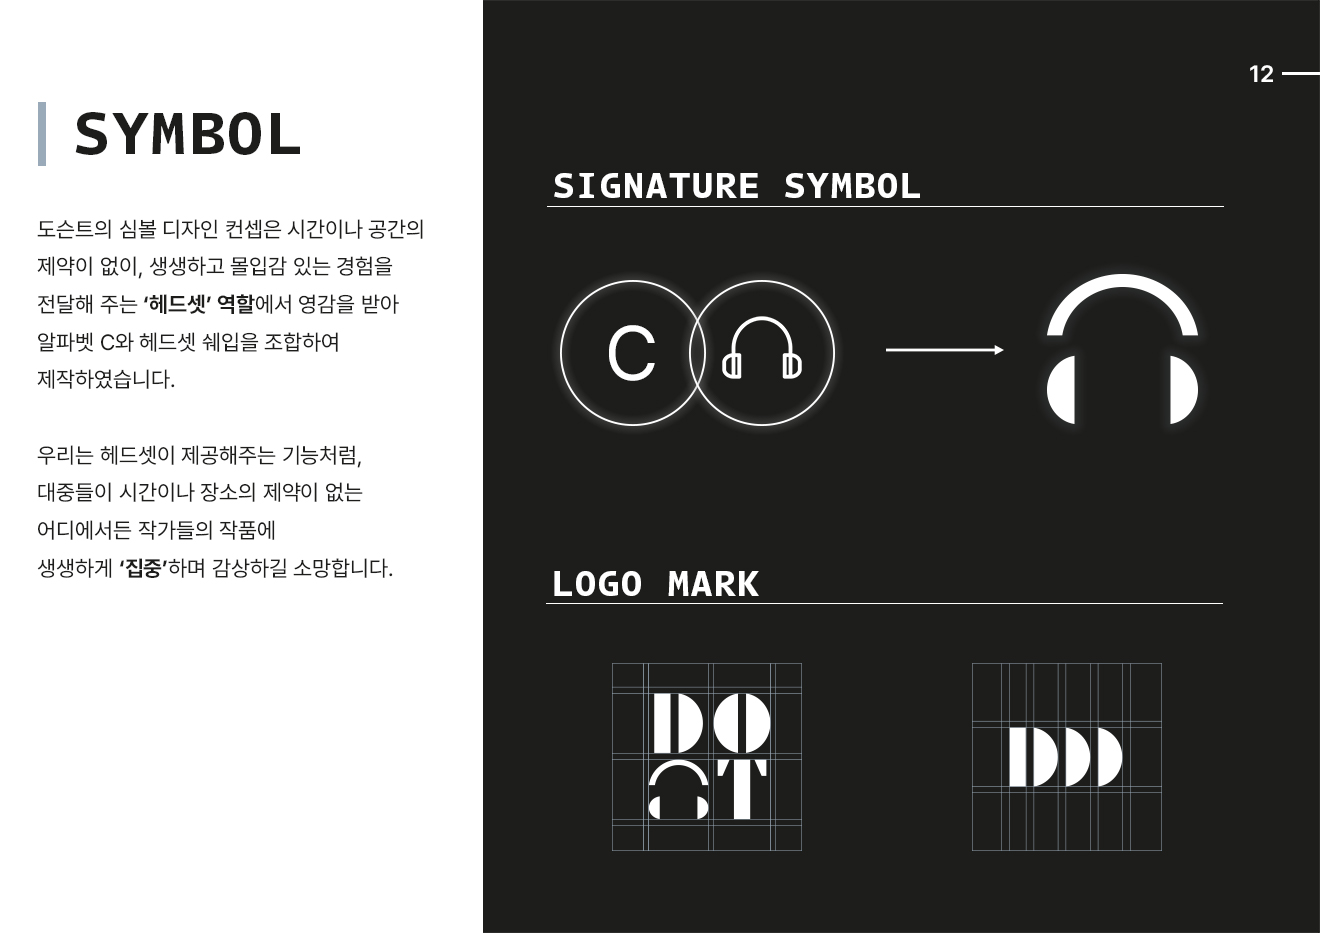 SYMBOL
도슨트의 심볼 디자인 컨셉은 시간이나 공간의
제약이 없이, 생생하고 몰입감 있는 경험을
전달해 주는 ‘헤드셋’ 역할에서 영감을 받아
알파벳 C와 헤드셋 쉐입을 조합하여
제작하였습니다.
우리는 헤드셋이 제공해주는 기능처럼,
대중들이 시간이나 장소의 제약이 없는
어디에서든 작가들의 작품에
생생하게 ‘집중’하며 감상하길 소망합니다.
12
SIGNATURE SYMBOL
C
LOGO MARK
DO
T
D